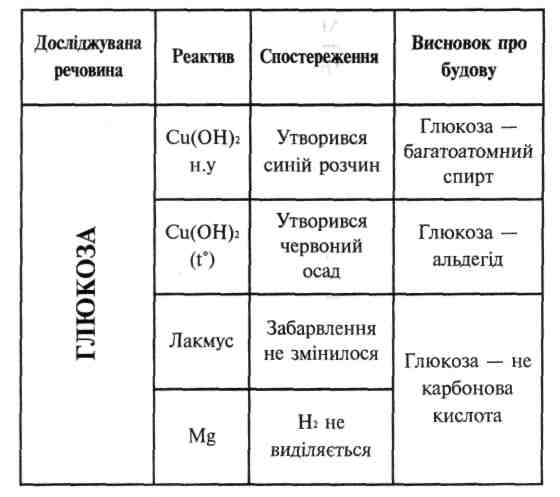 Досліджувана
речовина
Реактив
Спостереження
Висновок про
будову
ГЛЮКОЗА
Cu(OH)₂
н.у
Утворився
синій розчин
Глюкоза —
багатоатомний
спирт
Cu(OH)₂
(t°)
Утворився
червоний
осад
Глюкоза —
альдегід
Лакмус
Забарвлення
не змінилося
Глюкоза — не
карбонова
кислота
Mg
H₂ не
виділяється